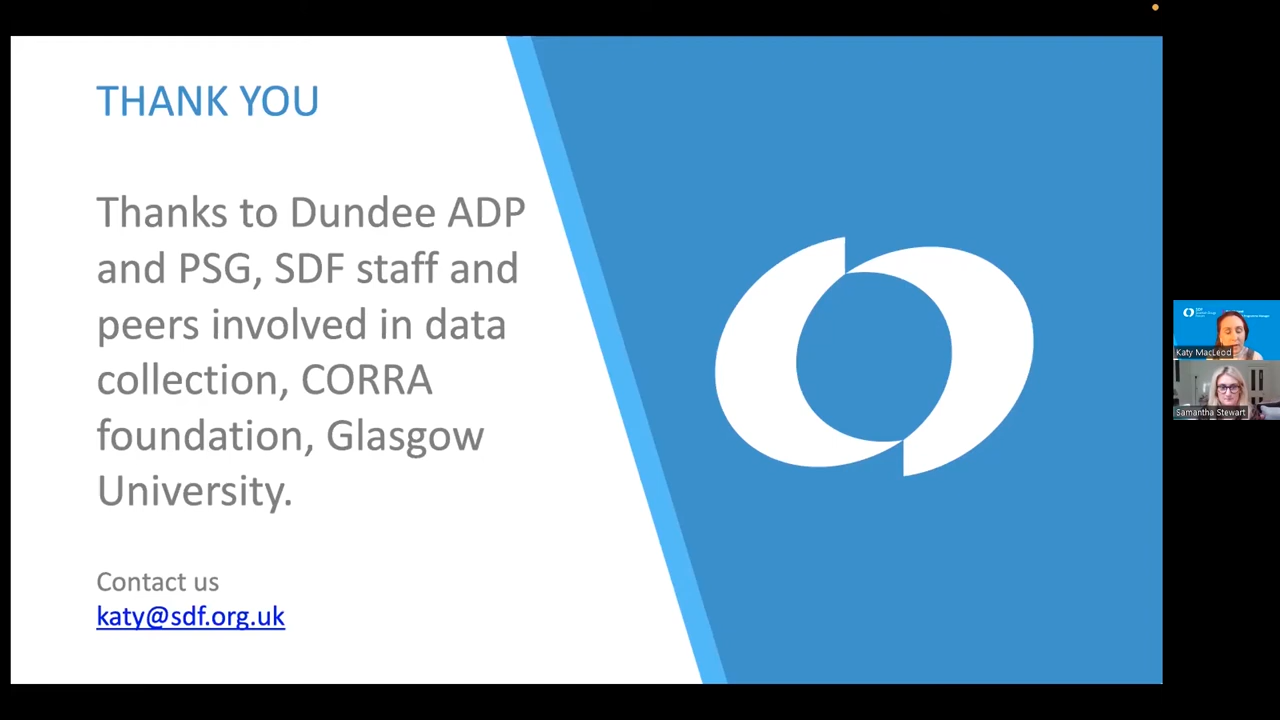 THANK YOU
Thanks to Dundee ADP
and PSG, SDF staff and
peers involved in data
collection, CORRA
foundation, Glasgow
University.
Contact us
katy@sdf.org.uk
SDF
Katy MacLeod
Samantha Stewart